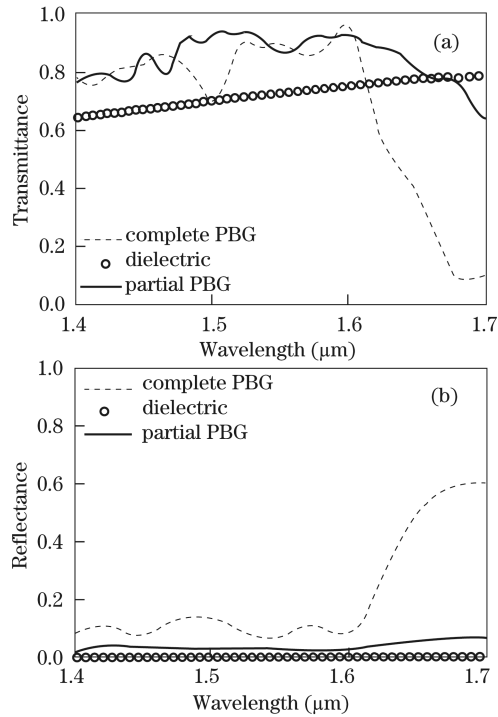 1.0
(a)
0.8
0.6
0.4
0.2
0.0
Transmittance
complete PBG
dielectric
partial PBG
1.4
1.5
1.6
1.7
Wavelength (μm)
1.0
complete PBG
(b)
dielectric
partial PBG
0.8
0.6
0.4
0.2
0.0
Reflectance
1.4
1.5
1.6
1.7
Wavelength (μm)